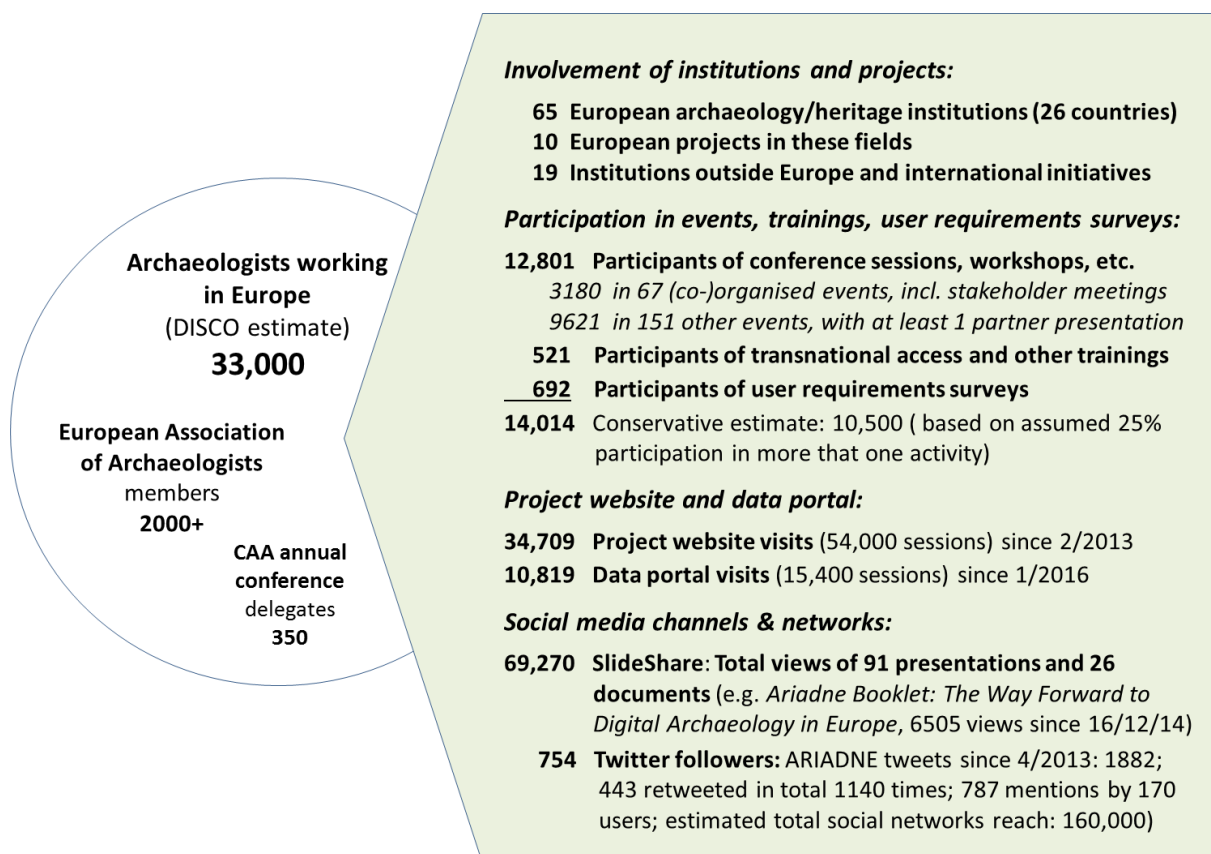 Archaeologists working
in Europe
(DISCO estimate)
33,000
European Association
of Archaeologists
members
2000+
CAA annual
conference
delegates
350
Involvement of institutions and projects:
65 European archaeology/heritage institutions (26 countries)
10 European projects in these fields
19 Institutions outside Europe and international initiatives
Participation in events, trainings, user requirements surveys:
12,801 Participants of conference sessions, workshops, etc.
3180 in 67 (co-)organised events, incl. stakeholder meetings
9621 in 151 other events, with at least 1 partner presentation
521 Participants of transnational access and other trainings
692 Participants of user requirements surveys
14,014 Conservative estimate: 10,500 ( based on assumed 25%
participation in more that one activity)
Project website and data portal:
34,709 Project website visits (54,000 sessions) since 2/2013
10,819 Data portal visits (15,400 sessions) since 1/2016
Social media channels & networks:
69,270 SlideShare: Total views of 91 presentations and 26
documents (e.g. Ariadne Booklet: The Way Forward to
Digital Archaeology in Europe, 6505 views since 16/12/14)
754 Twitter followers: ARIADNE tweets since 4/2013: 1882;
443 retweeted in total 1140 times; 787 mentions by 170
users; estimated total social networks reach: 160,000)